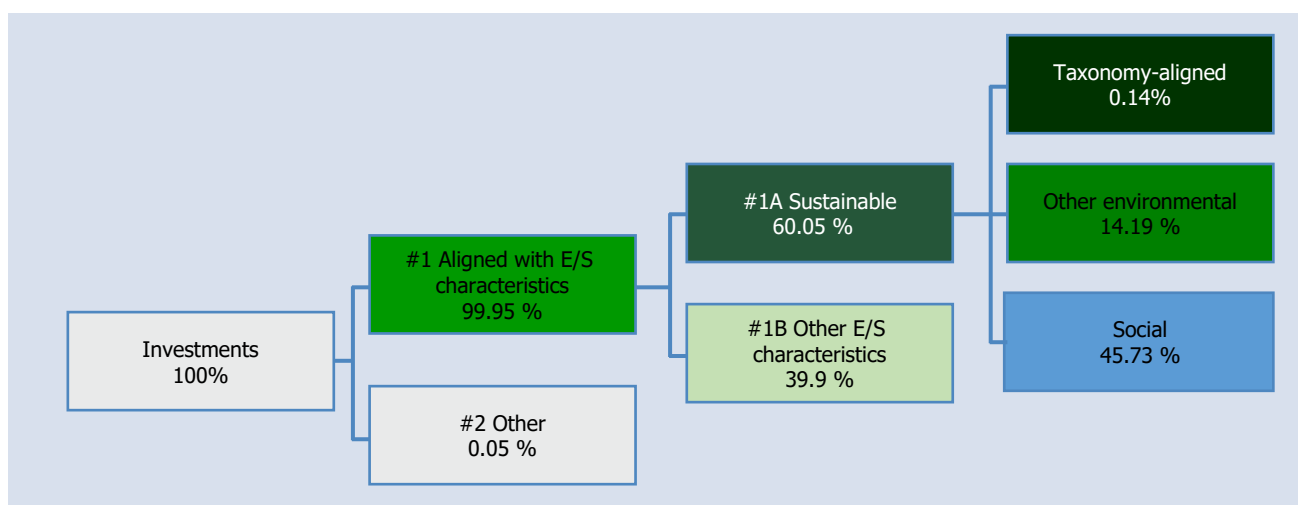 Investments
100%
#1 Aligned with E/S
characteristics
99.95 %
#2 Other
0.05 %
#1A Sustainable
60.05 %
#1B Other E/S
characteristics
39.9 %
Taxonomy-aligned
0.14%
Other environmental
14.19 %
Social
45.73 %